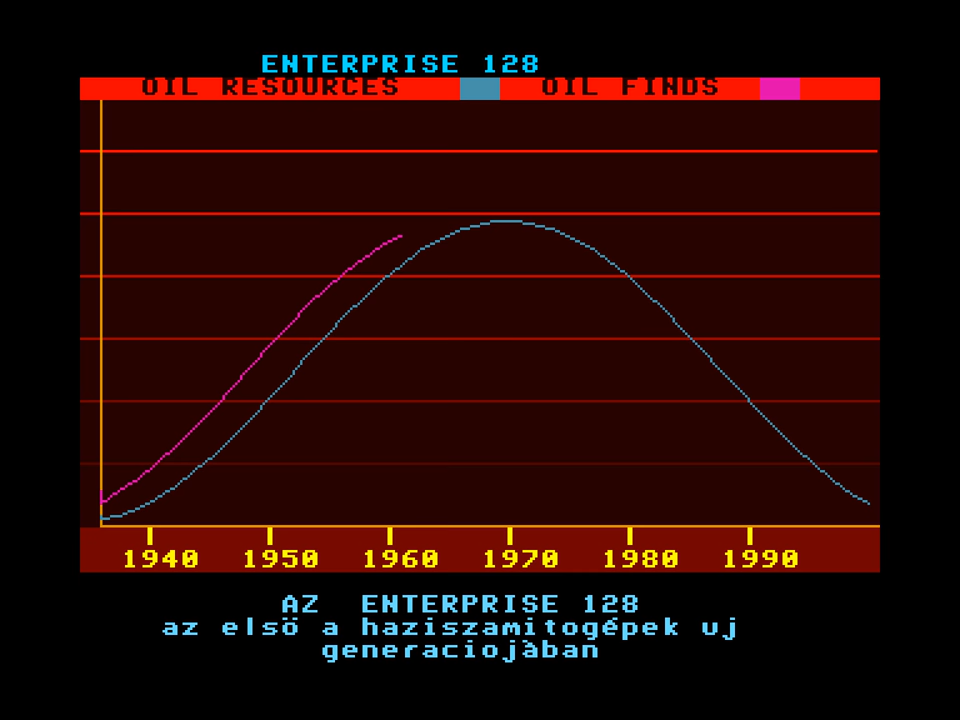 ENTERPRISE 128
OIL RESOURCES OIL FINDS
1940 1950 1960 1970 1980 1990
AZ ENTERPRISE 128
az elsö a haziszamitogépek uj
generaciojàban